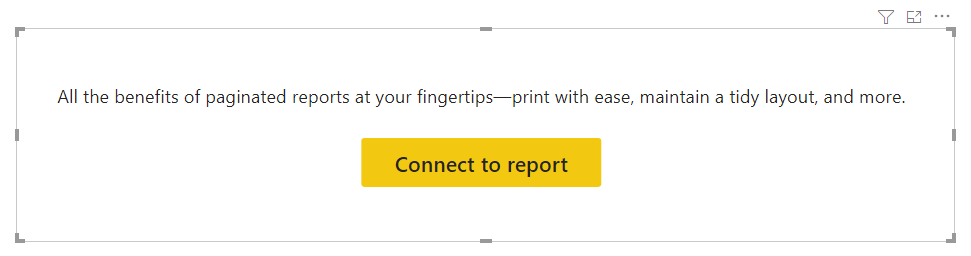 All the benefits of paginated reports at your fingertips—print with ease, maintain a tidy layout, and more.
Connect to report